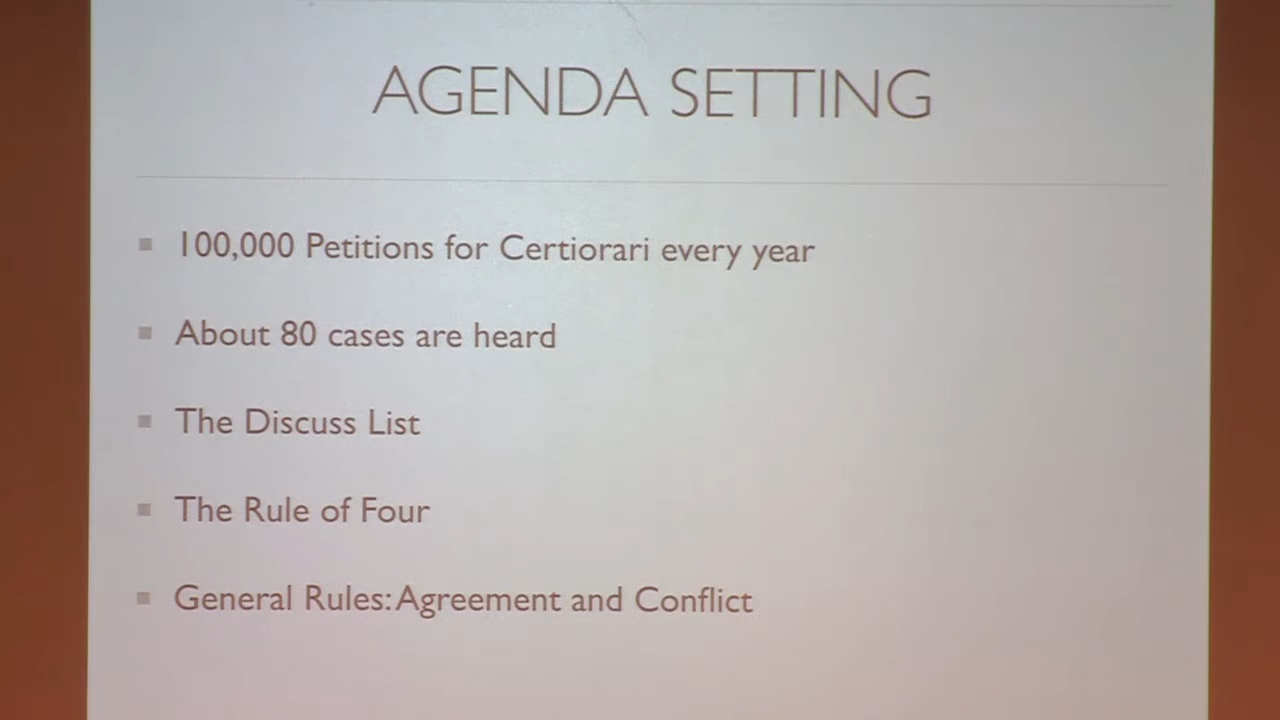 AGENDA SETTING
100,000 Petitions for Certiorari every year
About 80 cases are heard
The Discuss List
The Rule of Four
General Rules: Agreement and Conflict